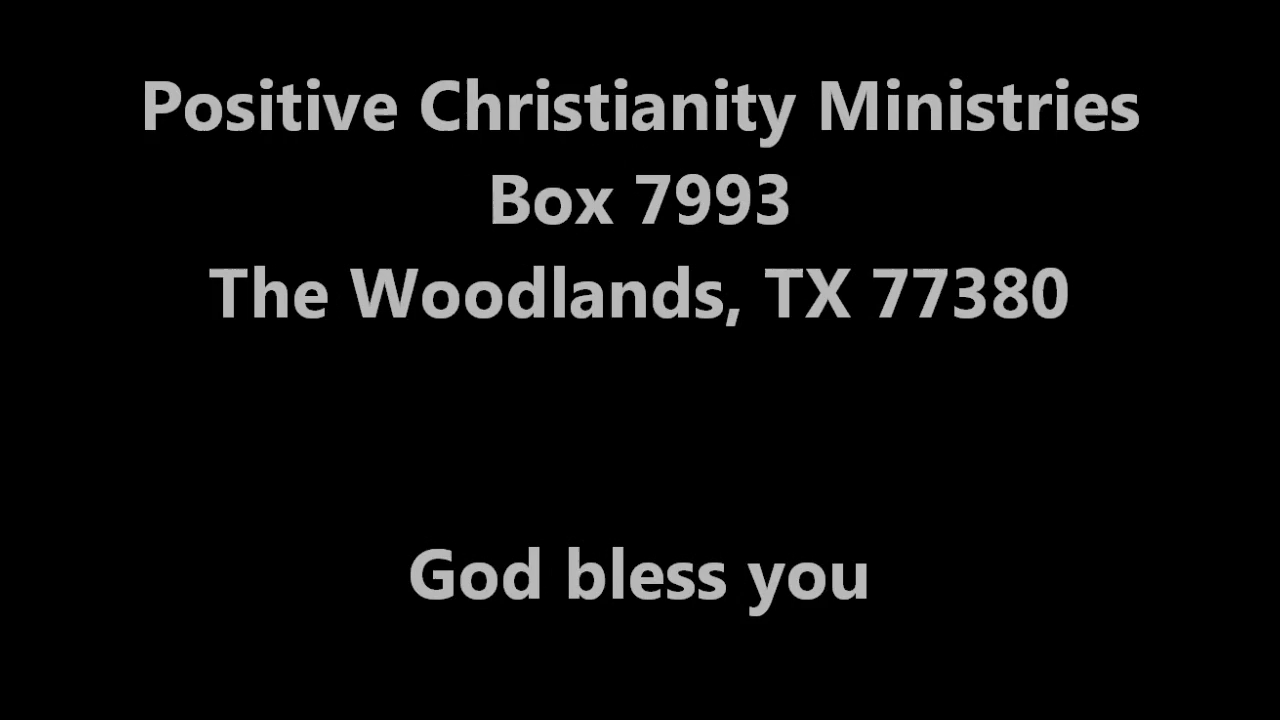 Positive Christianity Ministries
Box 7993
The Woodlands, TX 77380
God bless you